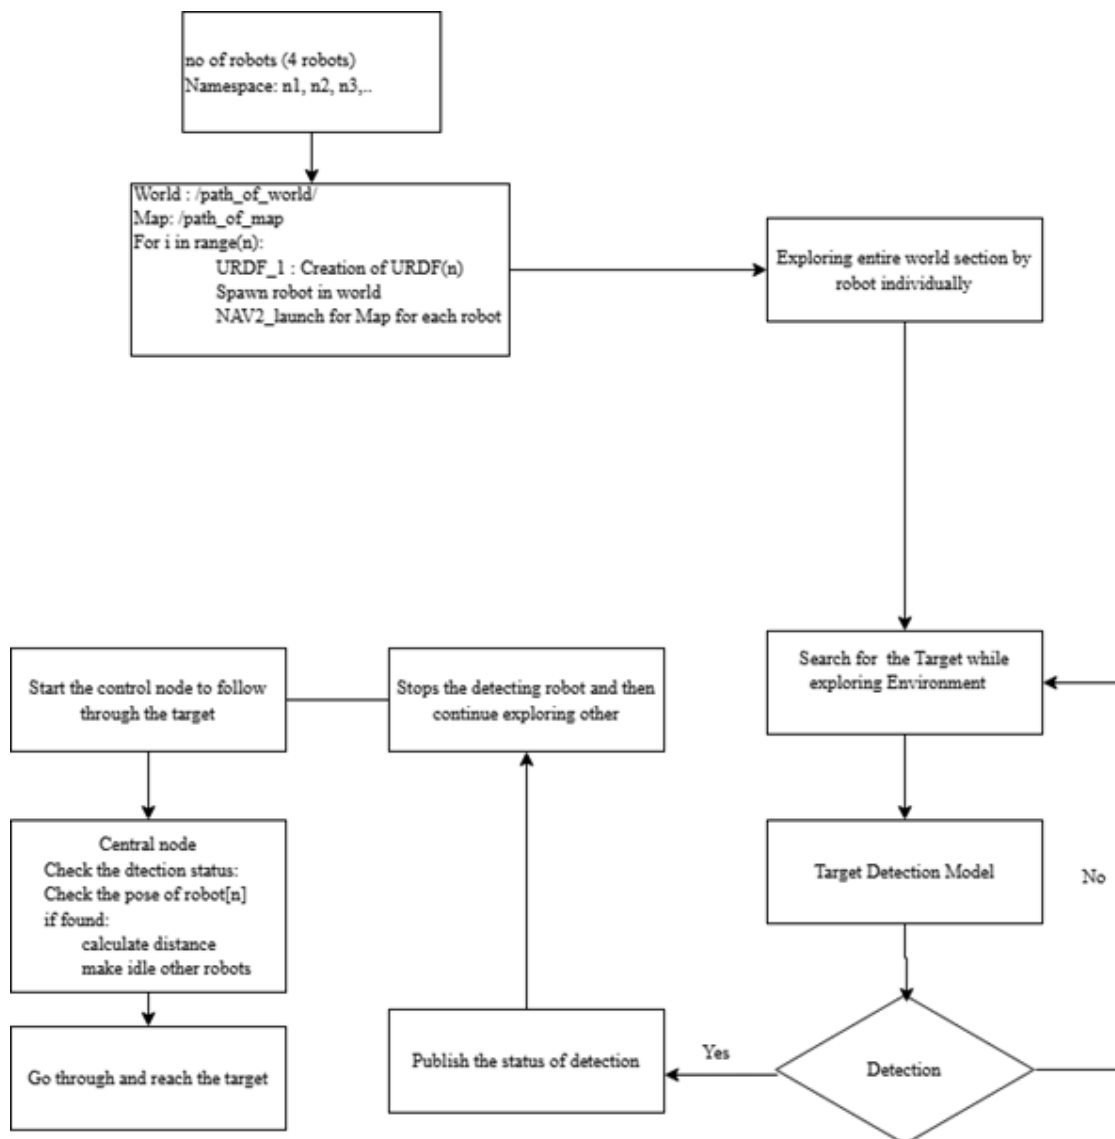 no of robots (4 robots)
Namespace: n1, n2, n3,..
World : /path_of_world/
Map: /path_of_map
For i in range(n):
URDF_1 : Creation of URDF(n)
Spawn robot in world
NAV2_launch for Map for each robot
Exploring entire world section by
robot individually
Search for the Target while
exploring Environment
Target Detection Model
No
Detection
Yes
Publish the status of detection
Stops the detecting robot and then
continue exploring other
Start the control node to follow
through the target
Central node
Check the dtection status:
Check the pose of robot[n]
if found:
calculate distance
make idle other robots
Go through and reach the target